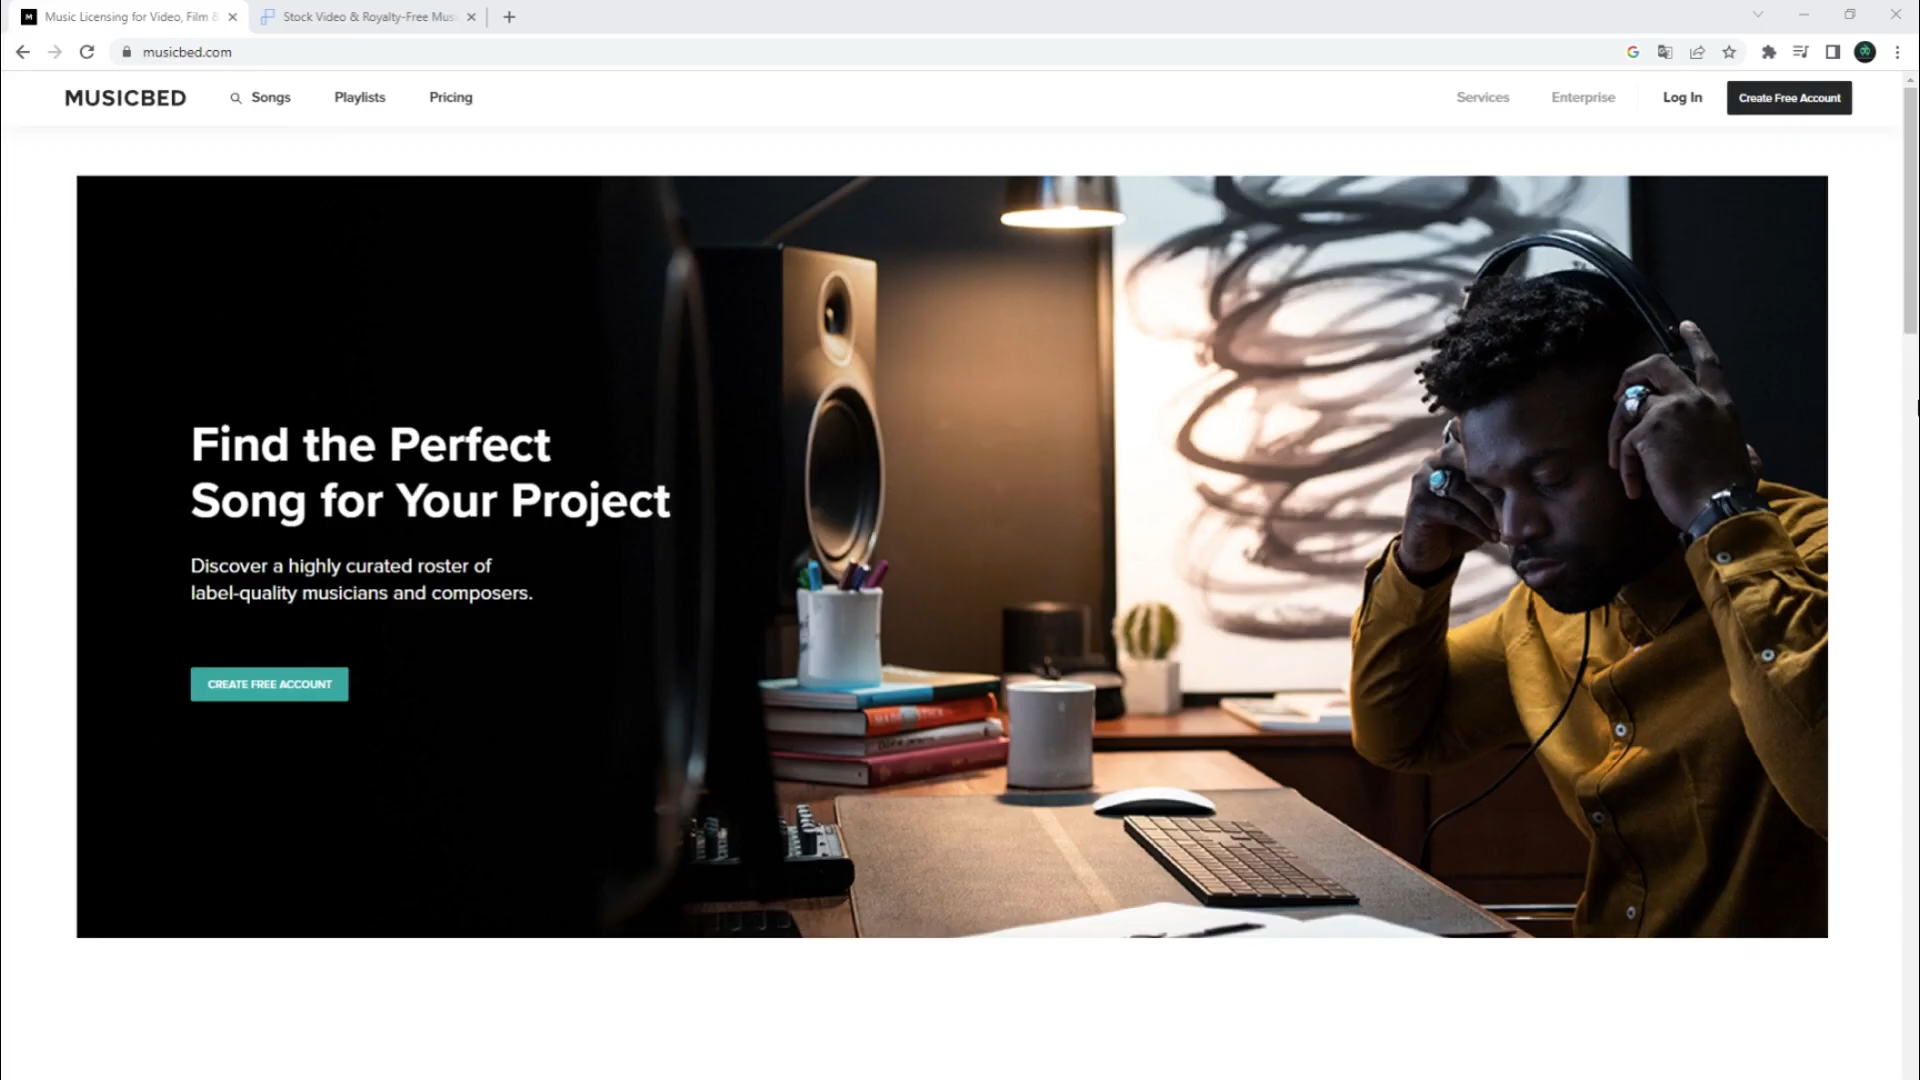 M Music Licensing for Video, Film &
Stock Video & Royalty-Free Mus
musicbed.com
MUSICBED
Songs
Playlists
Pricing
Services
Enterprise
Log In
Create Free Account
Find the Perfect
Song for Your Project
Discover a highly curated roster of
label-quality musicians and composers.
CREATE FREE ACCOUNT